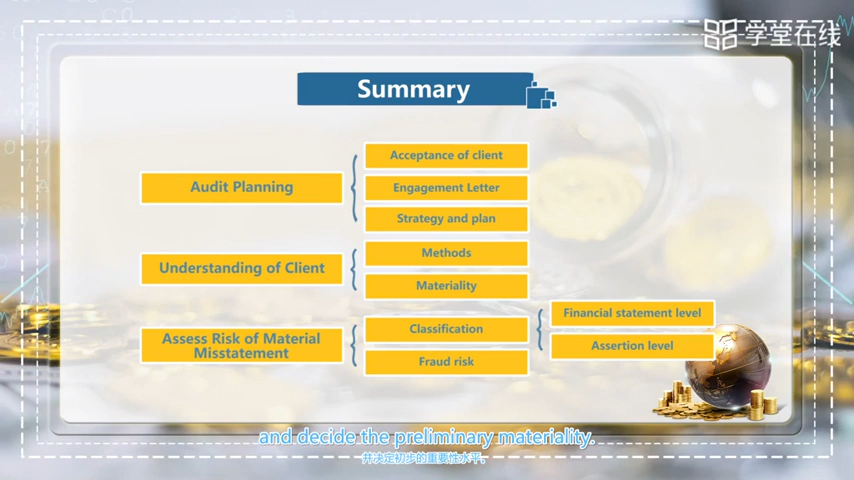 学堂在线
Summary
Audit Planning
Acceptance of client
Engagement Letter
Strategy and plan
Understanding of Client
Methods
Materiality
Assess Risk of Material
Misstatement
Classification
Fraud risk
Financial statement level
Assertion level
and decide the preliminary materiality.
并决定初步的重要性水平。